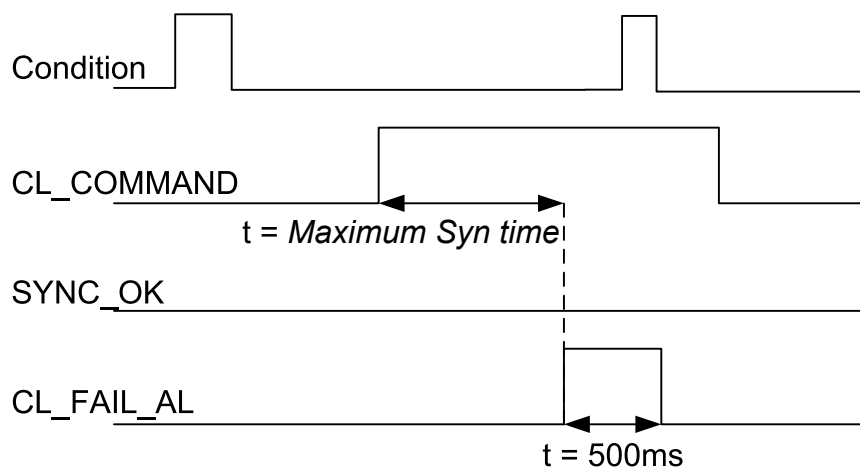 Condition
CL_COMMAND
t = Maximum Syn time
SYNC_OK
CL_FAIL_AL
t = 500ms